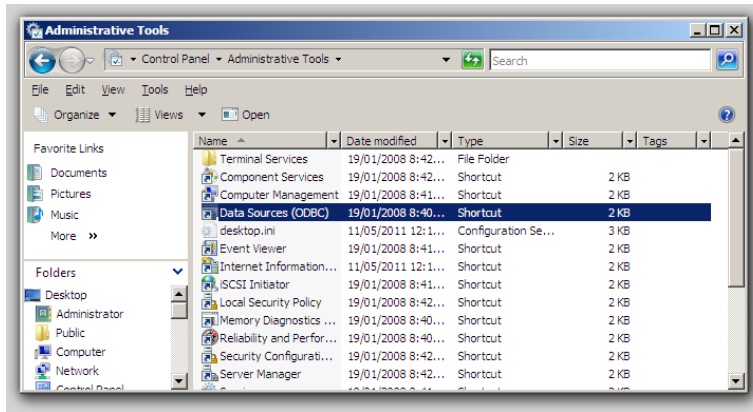 Administrative Tools
Control Panel Administrative Tools Search
File Edit View Tools Help
Organize Views Open
Favorite Links
Documents
Pictures
Music
More »
Folders
Desktop
Administrator
Public
Computer
Network
Control Panel
Name Date modified Type Size Tags
Terminal Services 19/01/2008 8:42... File Folder
Component Services 19/01/2008 8:42... Shortcut 2 KB
Computer Management 19/01/2008 8:41... Shortcut 2 KB
Data Sources (ODBC) 19/01/2008 8:40... Shortcut 2 KB
desktop.ini 11/05/2011 12:1... Configuration Se... 3 KB
Event Viewer 19/01/2008 8:41... Shortcut 2 KB
Internet Information... 11/05/2011 12:1... Shortcut 2 KB
iSCSI Initiator 19/01/2008 8:41... Shortcut 2 KB
Local Security Policy 19/01/2008 8:42... Shortcut 2 KB
Memory Diagnostics ... 19/01/2008 8:40... Shortcut 2 KB
Reliability and Perfor... 19/01/2008 8:40... Shortcut 2 KB
Security Configurati... 19/01/2008 8:42... Shortcut 2 KB
Server Manager 19/01/2008 8:42... Shortcut 2 KB